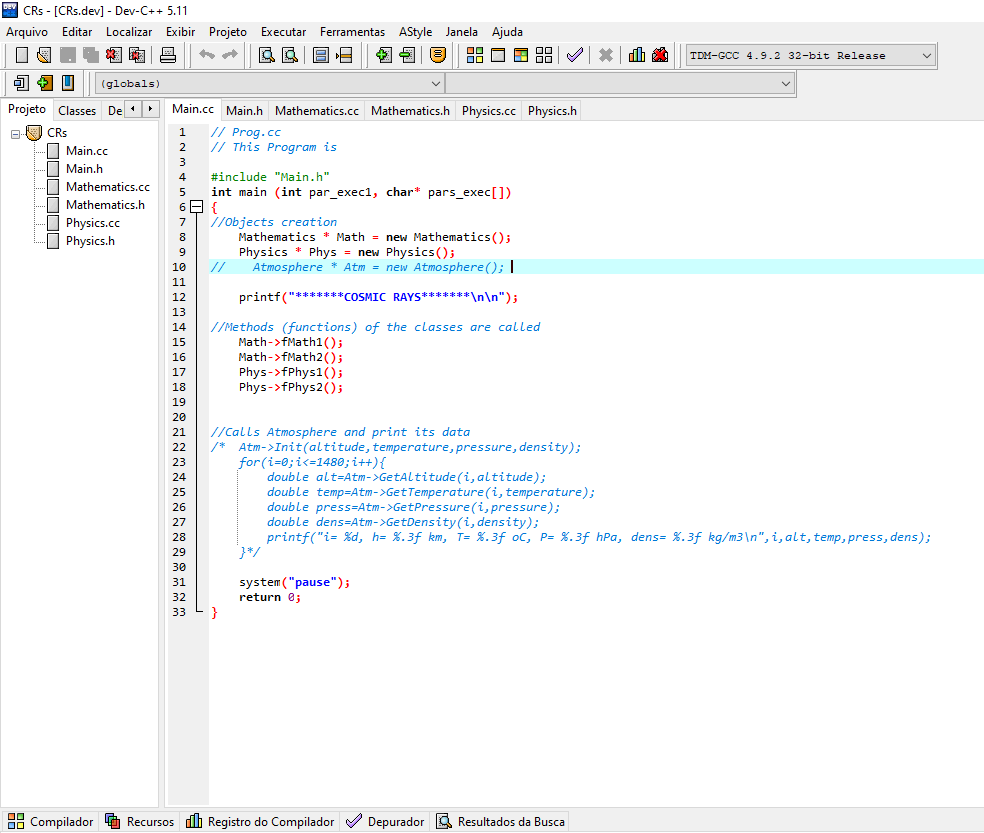 CRs - [CRs.dev] - Dev-C++ 5.11
Arquivo Editar Localizar Exibir Projeto Executar Ferramentas AStyle Janela Ajuda
TDM-GCC 4.9.2 32-bit Release
(globals)
Projeto Classes De
Main.cc Main.h Mathematics.cc Mathematics.h Physics.cc Physics.h
CRs
Main.cc
Main.h
Mathematics.cc
Mathematics.h
Physics.cc
Physics.h
1 // Prog.cc
2 // This Program is
3
4 #include "Main.h"
5 int main (int par_exec1, char* pars_exec[])
6 {
7 //Objects creation
8 Mathematics * Math = new Mathematics();
9 Physics * Phys = new Physics();
10 // Atmosphere * Atm = new Atmosphere();
11
12 printf("*******COSMIC RAYS*******\n\n");
13
14 //Methods (functions) of the classes are called
15 Math->fMath1();
16 Math->fMath2();
17 Phys->fPhys1();
18 Phys->fPhys2();
19
20
21 //Calls Atmosphere and print its data
22 /* Atm->Init(altitude,temperature,pressure,density);
23 for(i=0;i<=1480;i++){
24 double alt=Atm->GetAltitude(i,altitude);
25 double temp=Atm->GetTemperature(i,temperature);
26 double press=Atm->GetPressure(i,pressure);
27 double dens=Atm->GetDensity(i,density);
28 printf("i= %d, h= %.3f km, T= %.3f oC, P= %.3f hPa, dens= %.3f kg/m3\n",i,alt,temp,press,dens);
29 }*/
30
31 system("pause");
32 return 0;
33 }
Compilador Recursos Registro do Compilador Depurador Resultados da Busca